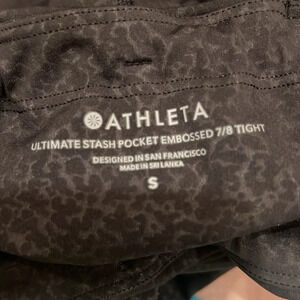 ATHLETA
ULTIMATE STASH POCKET EMBOSSED 7/8 TIGHT
DESIGNED IN SAN FRANCISCO
MADE IN SRI LANKA
S